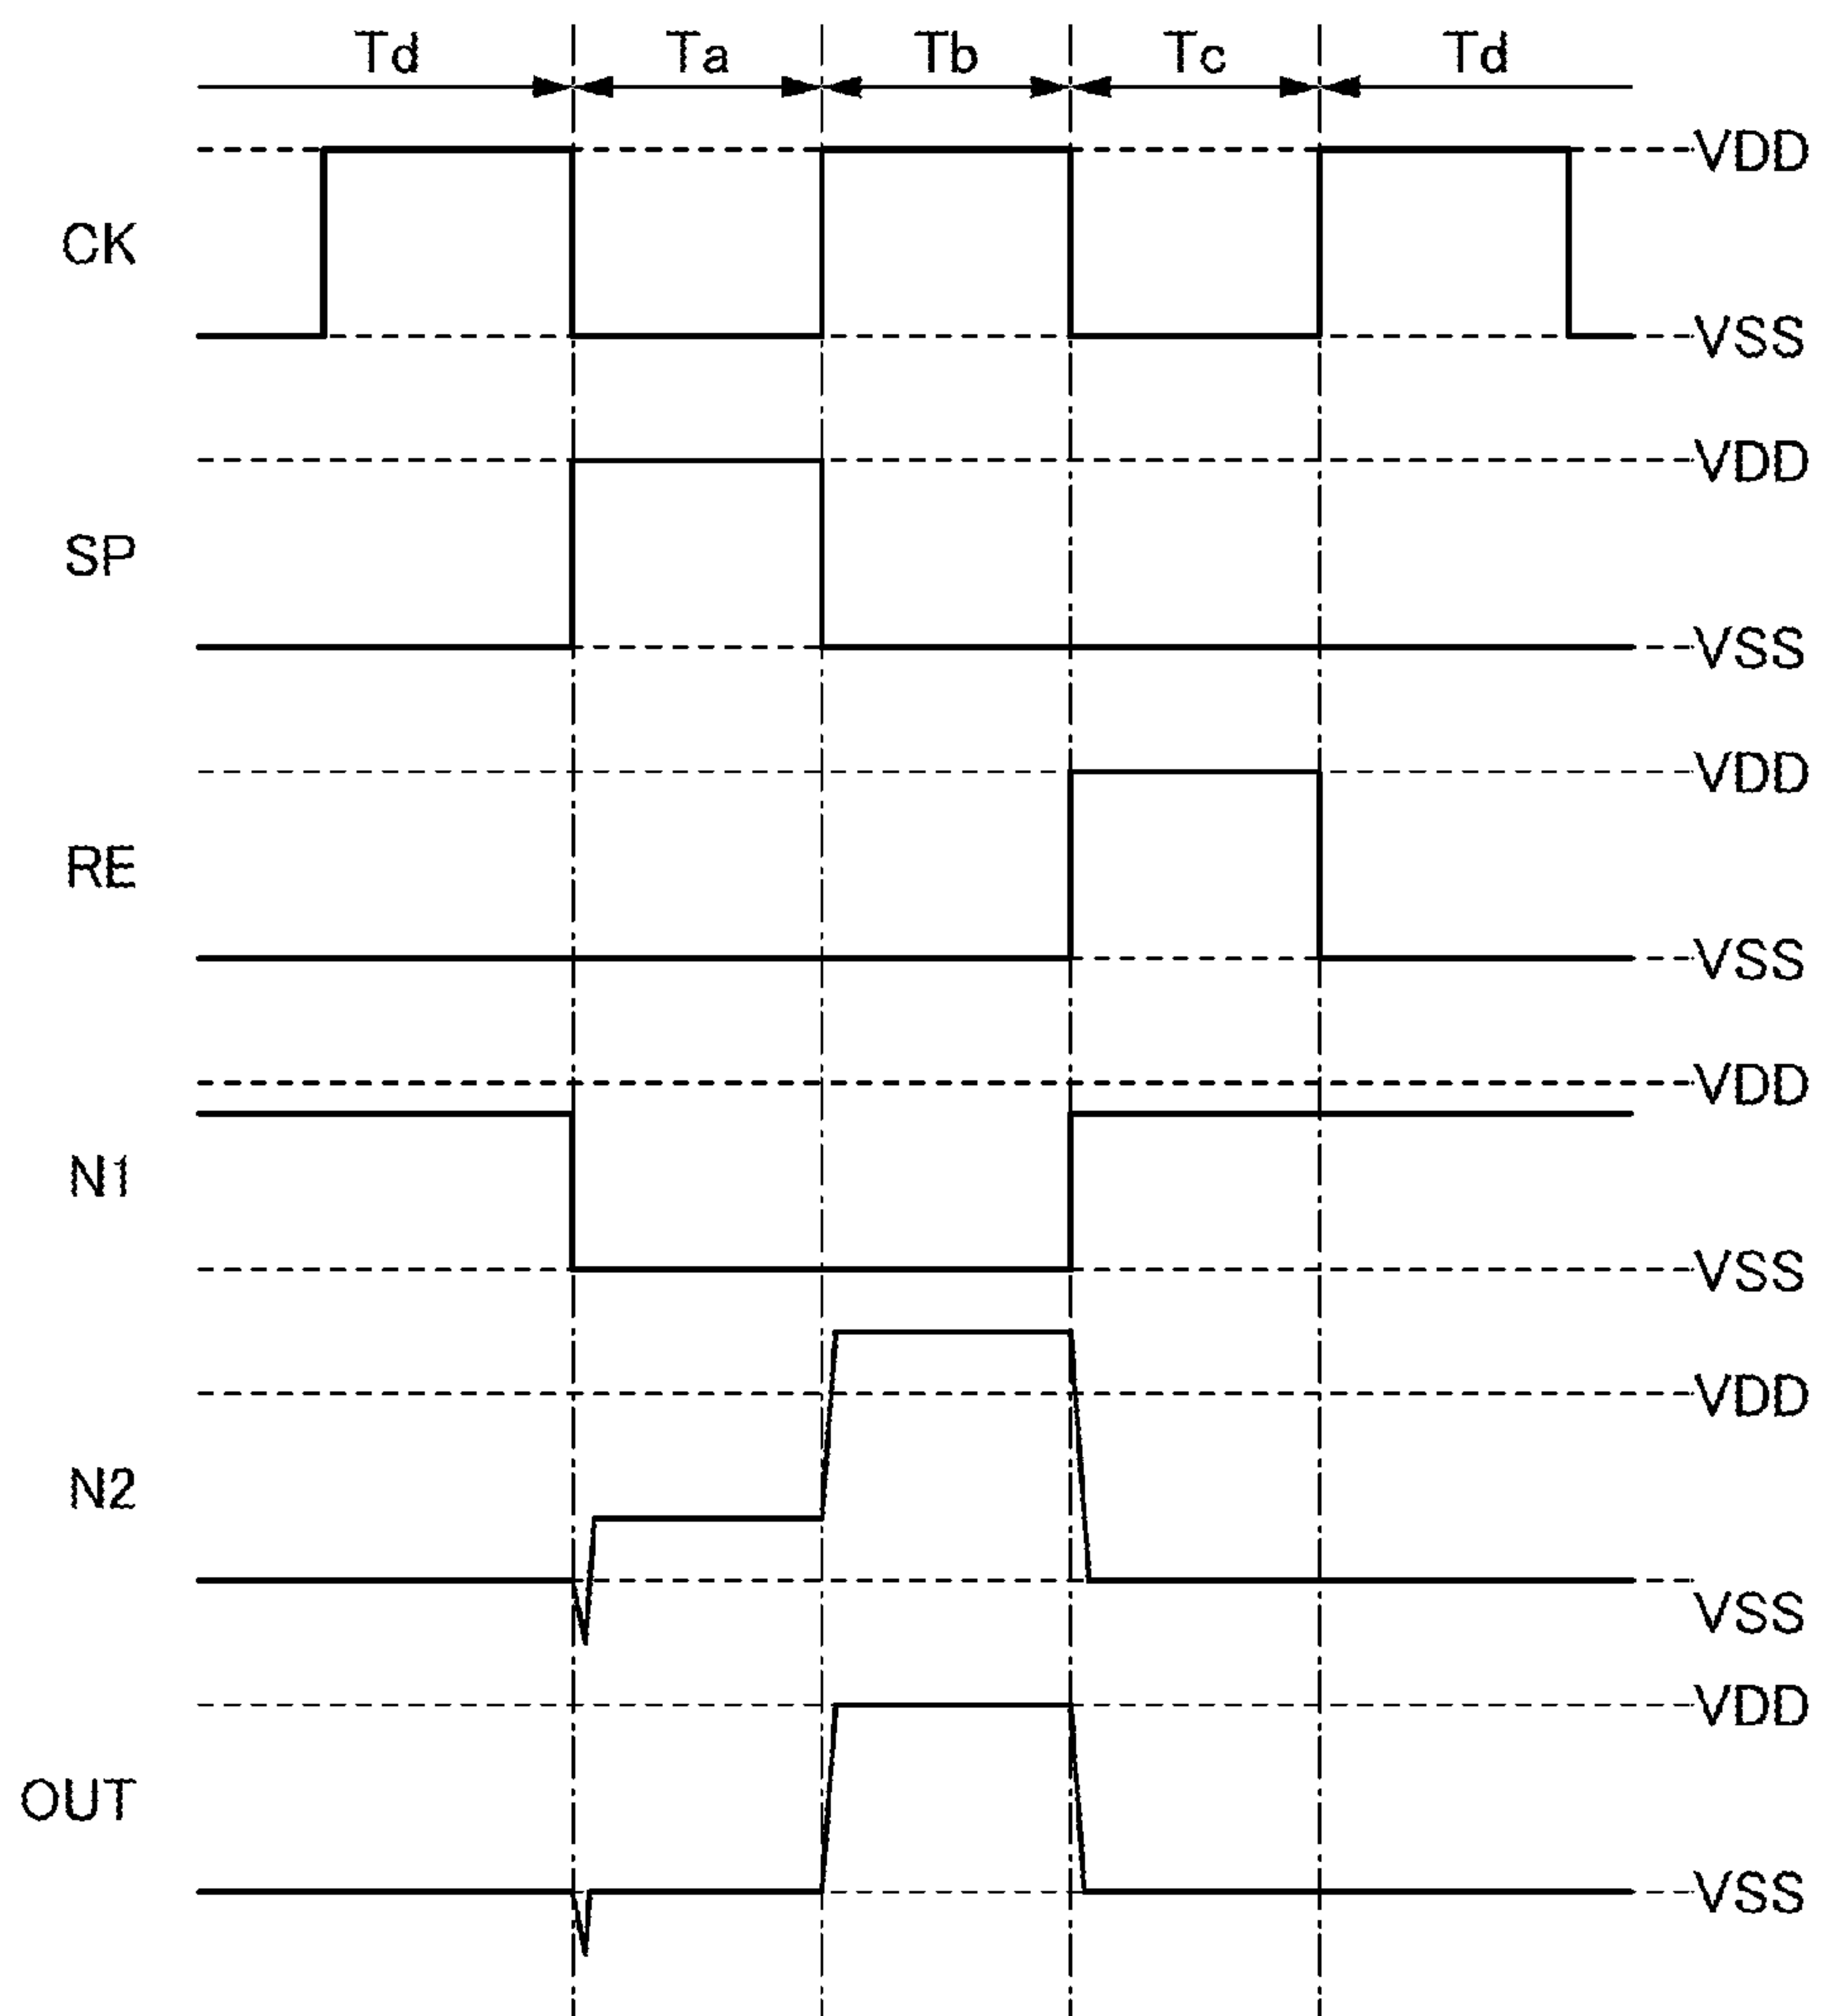 Td Ta Tb Tc Td
VDD
CK
VSS
VDD
SP
VSS
VDD
RE
VSS
VDD
N1
VSS
VDD
N2
VSS
VDD
OUT
VSS